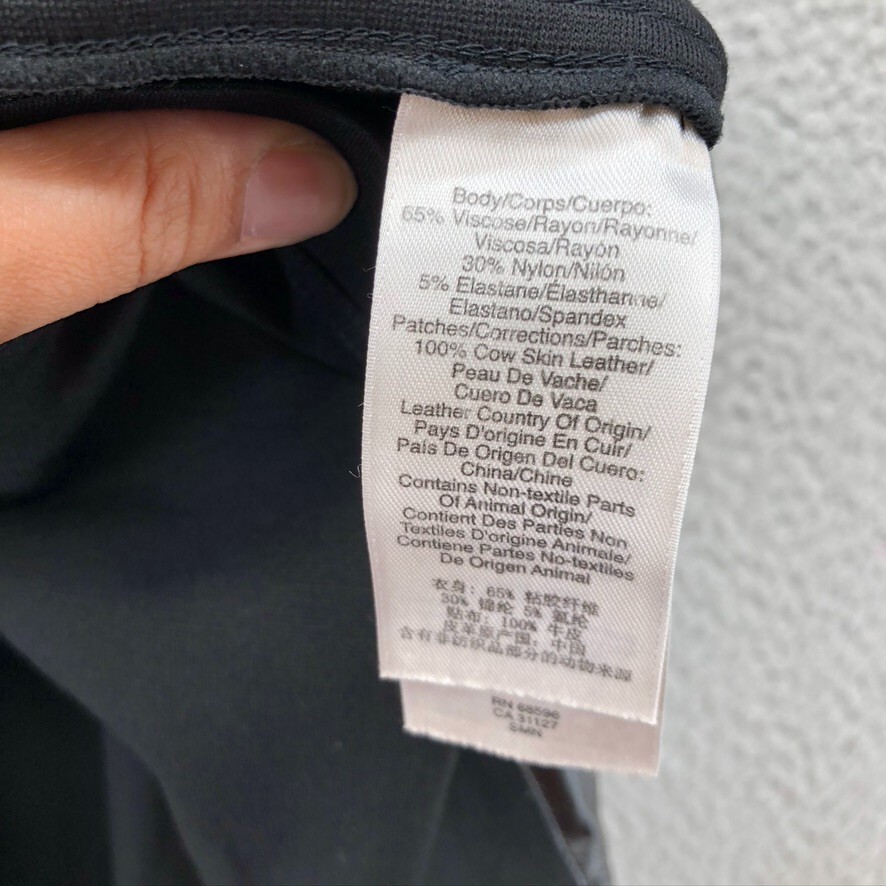 Body/Corps/Cuerpo:
65% Viscose/Rayon/Rayonne/
Viscosa/Rayón
30% Nylon/Nilón
5% Elastane/Élasthanne/
Elastano/Spandex
Patches/Corrections/Parches:
100% Cow Skin Leather/
Peau De Vache/
Cuero De Vaca
Leather Country Of Origin/
Pays D'origine En Cuir/
País De Origen Del Cuero:
China/Chine
Contains Non-textile Parts
Of Animal Origin/
Contient Des Parties Non
Textiles D'origine Animale/
Contiene Partes No-textiles
De Origen Animal
衣身: 65% 粘胶纤维
30% 锦纶 5% 氨纶
贴布: 100% 牛皮
皮革原产国: 中国
含有非纺织品部分的动物来源
RN 68596
CA 31127
SMN